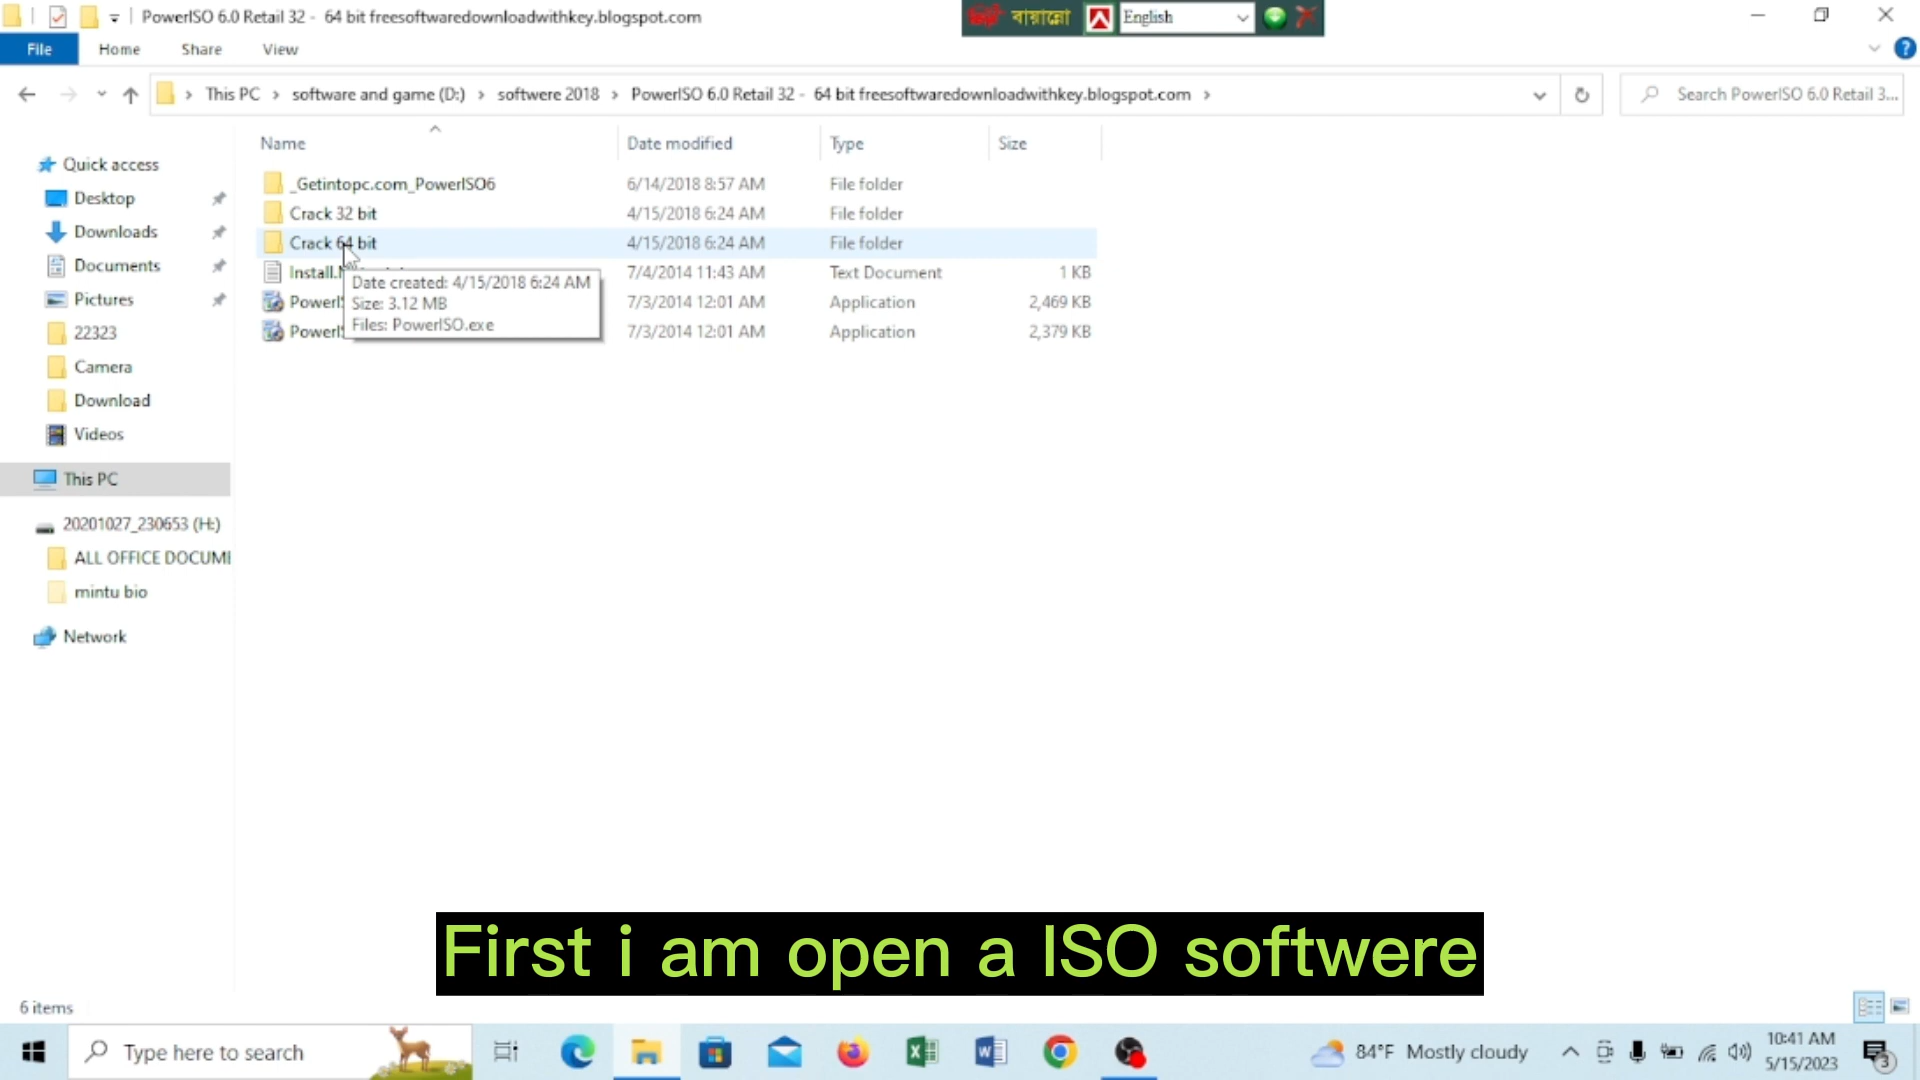 PowerISO 6.0 Retail 32 - 64 bit freesoftwaredownloadwithkey.blogspot.com
বায়ান্নো English
File Home Share View
This PC > software and game (D:) > softwere 2018 > PowerISO 6.0 Retail 32 - 64 bit freesoftwaredownloadwithkey.blogspot.com >
Search PowerISO 6.0 Retail 3...
Name Date modified Type Size
Quick access
Desktop
Downloads
Documents
Pictures
22323
Camera
Download
Videos
This PC
20201027_230653 (H:)
ALL OFFICE DOCUME
mintu bio
Network
_Getintopc.com_PowerISO6 6/14/2018 8:57 AM File folder
Crack 32 bit 4/15/2018 6:24 AM File folder
Crack 64 bit 4/15/2018 6:24 AM File folder
Install. 7/4/2014 11:43 AM Text Document 1 KB
PowerI 7/3/2014 12:01 AM Application 2,469 KB
PowerI 7/3/2014 12:01 AM Application 2,379 KB
Date created: 4/15/2018 6:24 AM
Size: 3.12 MB
Files: PowerISO.exe
First i am open a ISO softwere
6 items
Type here to search
84°F Mostly cloudy
10:41 AM
5/15/2023
3